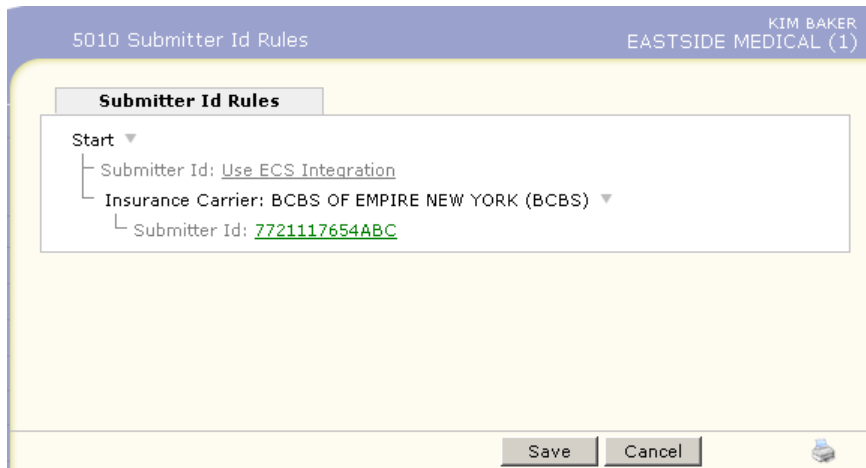 KIM BAKER
5010 Submitter Id Rules
EASTSIDE MEDICAL (1)
Submitter Id Rules
Start
Submitter Id: Use ECS Integration
Insurance Carrier: BCBS OF EMPIRE NEW YORK (BCBS)
Submitter Id: 7721117654ABC
Save Cancel